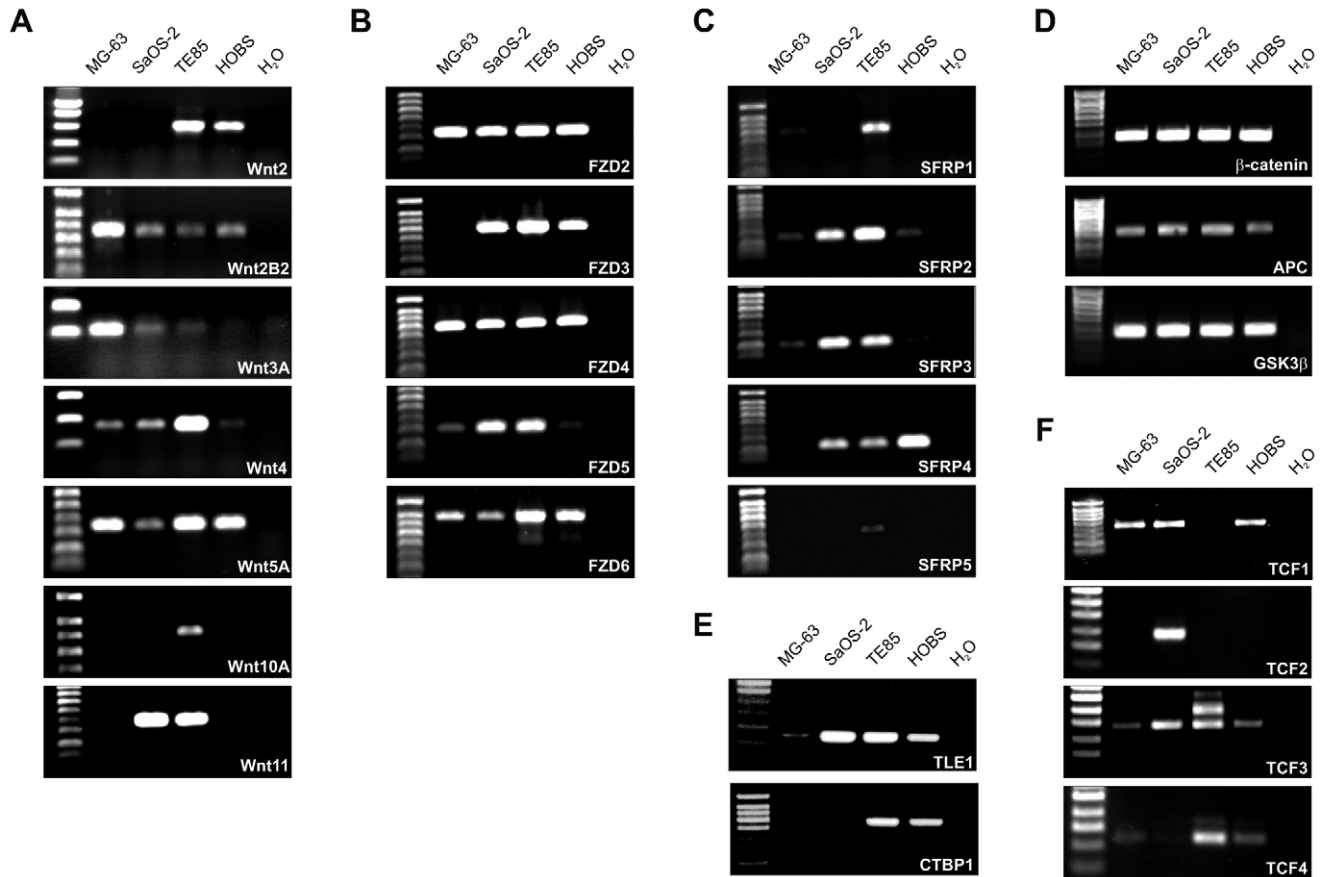 A
MG-63 SaOS-2 TE85 HOBS H₂O
Wnt2
Wnt2B2
Wnt3A
Wnt4
Wnt5A
Wnt10A
Wnt11
B
MG-63 SaOS-2 TE85 HOBS H₂O
FZD2
FZD3
FZD4
FZD5
FZD6
C
MG-63 SaOS-2 TE85 HOBS H₂O
SFRP1
SFRP2
SFRP3
SFRP4
SFRP5
D
MG-63 SaOS-2 TE85 HOBS H₂O
β-catenin
APC
GSK3β
E
MG-63 SaOS-2 TE85 HOBS H₂O
TLE1
CTBP1
F
MG-63 SaOS-2 TE85 HOBS H₂O
TCF1
TCF2
TCF3
TCF4